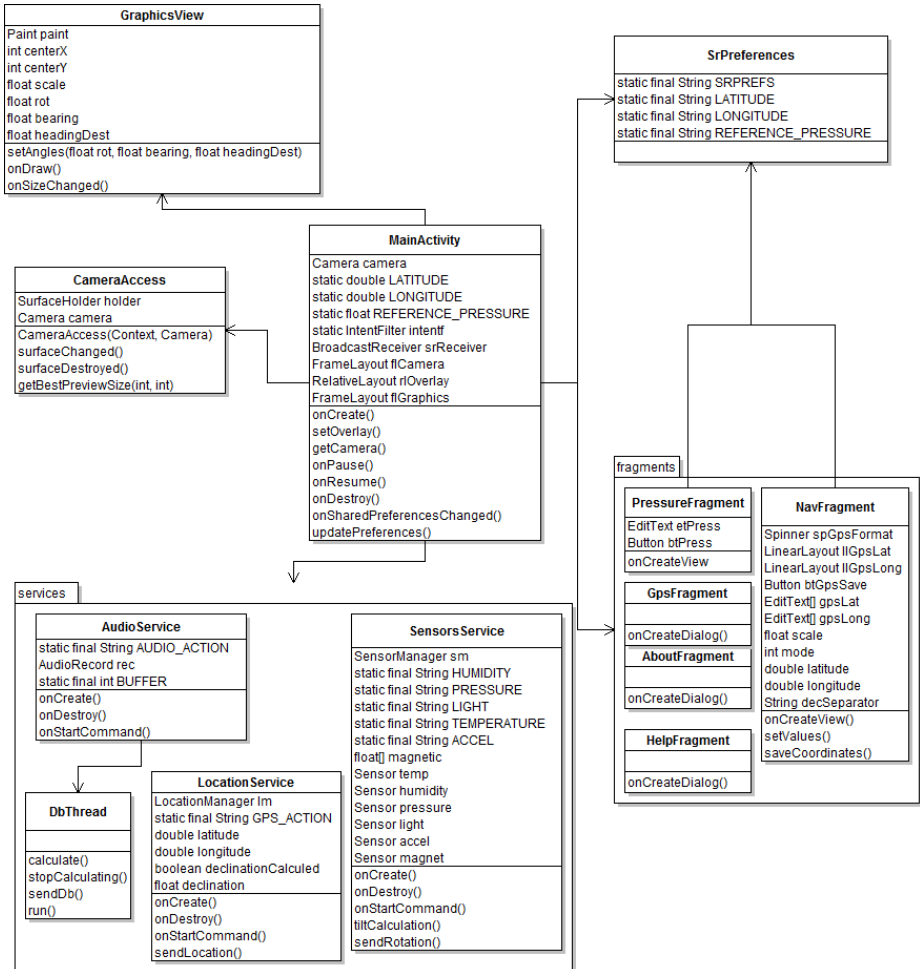 GraphicsView
Paint paint
int centerX
int centerY
float scale
float rot
float bearing
float headingDest
setAngles(float rot, float bearing, float headingDest)
onDraw()
onSizeChanged()
SrPreferences
static final String SRPREFS
static final String LATITUDE
static final String LONGITUDE
static final String REFERENCE_PRESSURE
MainActivity
Camera camera
static double LATITUDE
static double LONGITUDE
static float REFERENCE_PRESSURE
static IntentFilter intentf
BroadcastReceiver srReceiver
FrameLayout flCamera
RelativeLayout rlOverlay
FrameLayout flGraphics
onCreate()
setOverlay()
getCamera()
onPause()
onResume()
onDestroy()
onSharedPreferencesChanged()
updatePreferences()
CameraAccess
SurfaceHolder holder
Camera camera
CameraAccess(Context, Camera)
surfaceChanged()
surfaceDestroyed()
getBestPreviewSize(int, int)
fragments
PressureFragment
EditText etPress
Button btPress
onCreateView
GpsFragment
onCreateDialog()
AboutFragment
onCreateDialog()
HelpFragment
onCreateDialog()
NavFragment
Spinner spGpsFormat
LinearLayout llGpsLat
LinearLayout llGpsLong
Button btGpsSave
EditText[] gpsLat
EditText[] gpsLong
float scale
int mode
double latitude
double longitude
String decSeparator
onCreateView()
setValues()
saveCoordinates()
services
AudioService
static final String AUDIO_ACTION
AudioRecord rec
static final int BUFFER
onCreate()
onDestroy()
onStartCommand()
DbThread
calculate()
stopCalculating()
sendDb()
run()
LocationService
LocationManager lm
static final String GPS_ACTION
double latitude
double longitude
boolean declinationCalculed
float declination
onCreate()
onDestroy()
onStartCommand()
sendLocation()
SensorsService
SensorManager sm
static final String HUMIDITY
static final String PRESSURE
static final String LIGHT
static final String TEMPERATURE
static final String ACCEL
float[] magnetic
Sensor temp
Sensor humidity
Sensor pressure
Sensor light
Sensor accel
Sensor magnet
onCreate()
onDestroy()
onStartCommand()
tiltCalculation()
sendRotation()